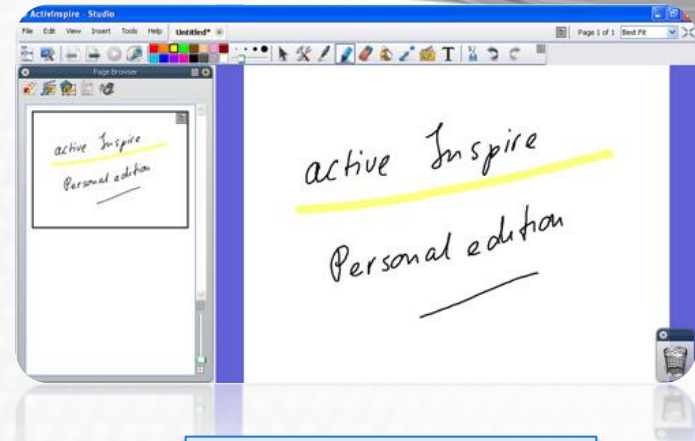 ActivInspire - Studio
File Edit View Insert Tools Help Untitled*
Page 1 of 1 Best Fit
T
Page Browser
active Inspire
Personal edition
active Inspire
Personal edition